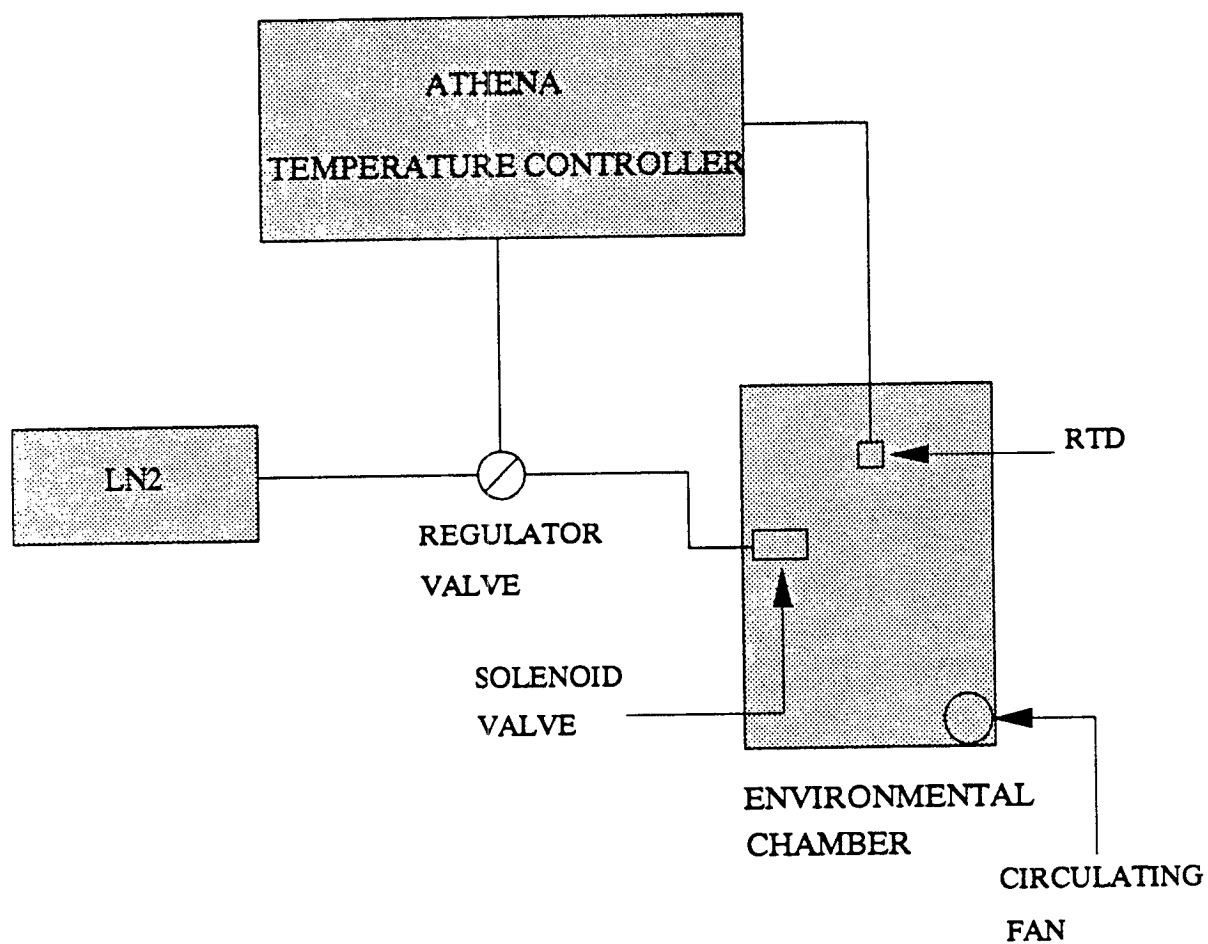 ATHENA
TEMPERATURE CONTROLLER
RTD
LN2
REGULATOR
VALVE
SOLENOID
VALVE
ENVIRONMENTAL
CHAMBER
CIRCULATING
FAN